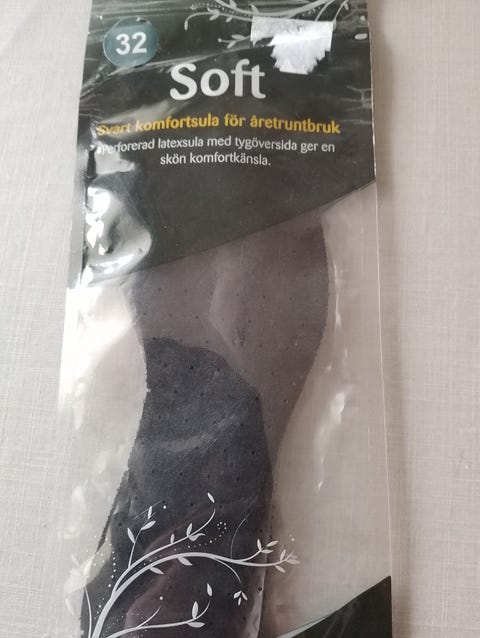 32
Soft
Svart komfortsula för åretruntbruk
Perforerad latexsula med tygöversida ger en
skön komfortkänsla.